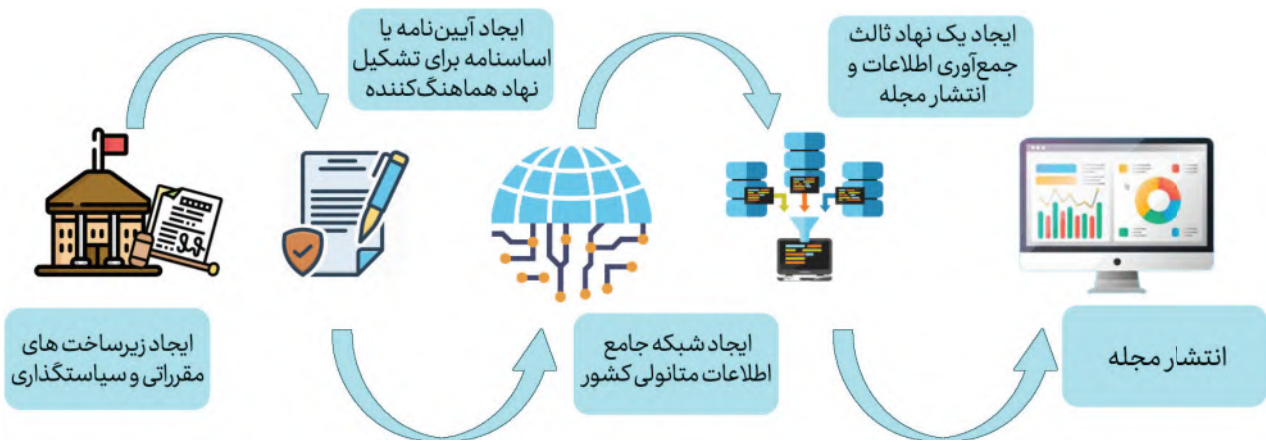 ایجاد زیرساخت های
مقرراتی و سیاستگذاری
ایجاد آیین‌نامه یا
اساسنامه برای تشکیل
نهاد هماهنگ‌کننده
ایجاد شبکه جامع
اطلاعات متانولی کشور
ایجاد یک نهاد ثالث
جمع‌آوری اطلاعات و
انتشار مجله
انتشار مجله